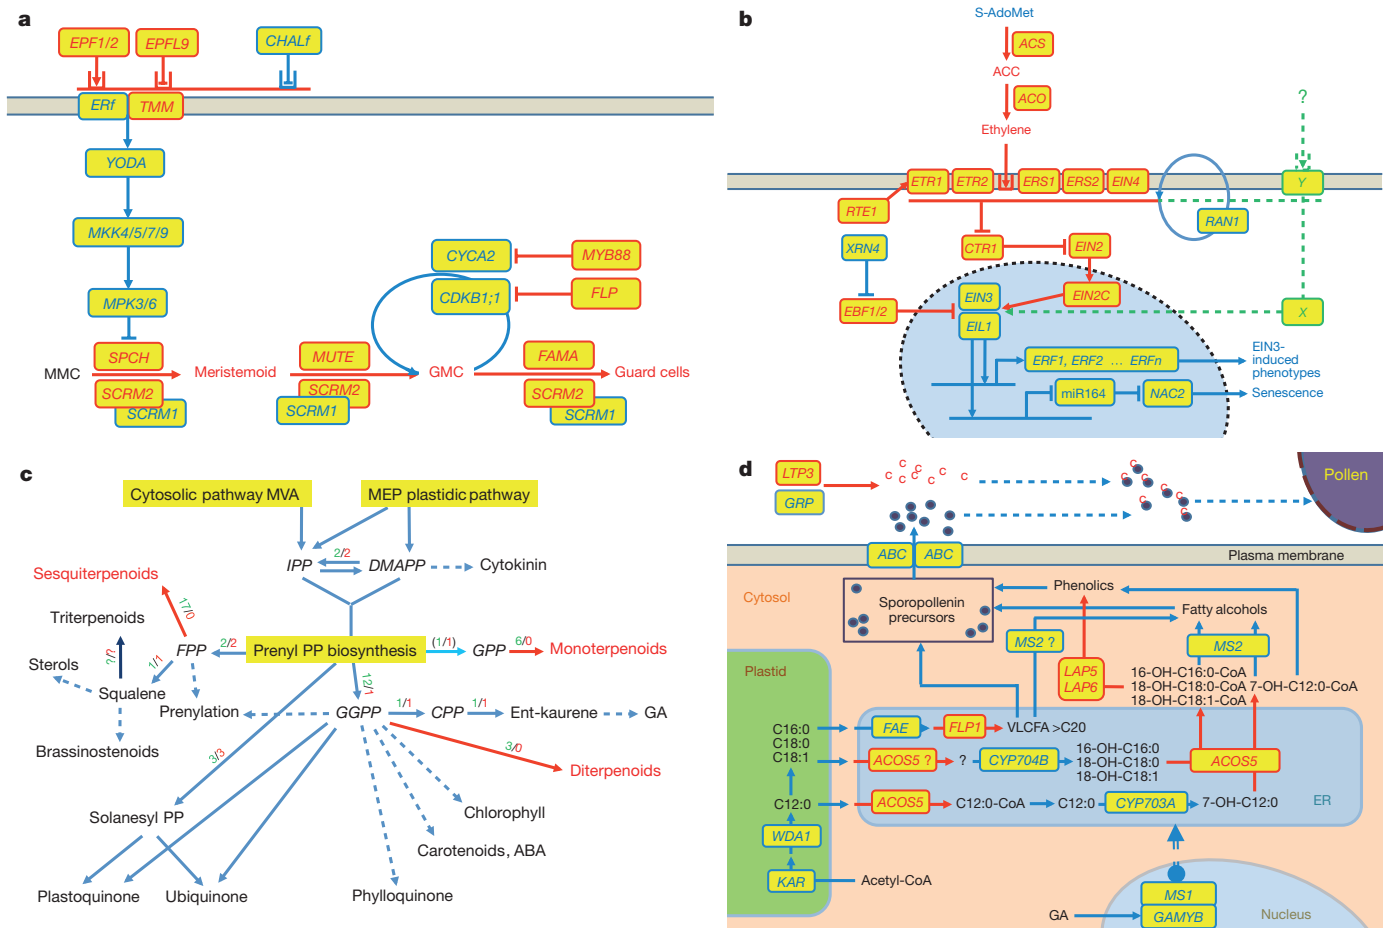 a
EPF1/2
EPFL9
CHALf
ERf
TMM
YODA
MKK4/5/7/9
MPK3/6
CYCA2
MYB88
CDKB1;1
FLP
SPCH
MUTE
FAMA
MMC
Meristemoid
GMC
Guard cells
SCRM2
SCRM1
SCRM2
SCRM1
SCRM2
SCRM1
b
S-AdoMet
ACS
ACC
ACO
Ethylene
?
ETR1
ETR2
ERS1
ERS2
EIN4
Y
RTE1
RAN1
XRN4
CTR1
EIN2
EIN3
EIN2C
EBF1/2
EIL1
X
ERF1, ERF2 ... ERFn
EIN3-
induced
phenotypes
miR164
NAC2
Senescence
c
Cytosolic pathway MVA
MEP plastidic pathway
IPP
2/2
DMAPP
Cytokinin
Sesquiterpenoids
17/0
Triterpenoids
?/?
FPP
2/2
Prenyl PP biosynthesis
(1/1)
GPP
6/0
Monoterpenoids
Sterols
1/1
Squalene
12/1
Prenylation
GGPP
1/1
CPP
1/1
Ent-kaurene
GA
Brassinostenoids
3/3
3/0
Diterpenoids
Solanesyl PP
Chlorophyll
Carotenoids, ABA
Plastoquinone
Ubiquinone
Phylloquinone
d
LTP3
GRP
c
c
c
c
c
c
c
c
c
c
c
c
c
Pollen
ABC
ABC
Plasma membrane
Cytosol
Sporopollenin
precursors
Phenolics
Fatty alcohols
MS2 ?
MS2
Plastid
LAP5
LAP6
16-OH-C16:0-CoA
18-OH-C18:0-CoA 7-OH-C12:0-CoA
18-OH-C18:1-CoA
C16:0
C18:0
C18:1
FAE
FLP1
VLCFA >C20
ACOS5 ?
?
CYP704B
16-OH-C16:0
18-OH-C18:0
18-OH-C18:1
ACOS5
C12:0
ACOS5
C12:0-CoA
C12:0
CYP703A
7-OH-C12:0
ER
WDA1
KAR
Acetyl-CoA
MS1
GA
GAMYB
Nucleus